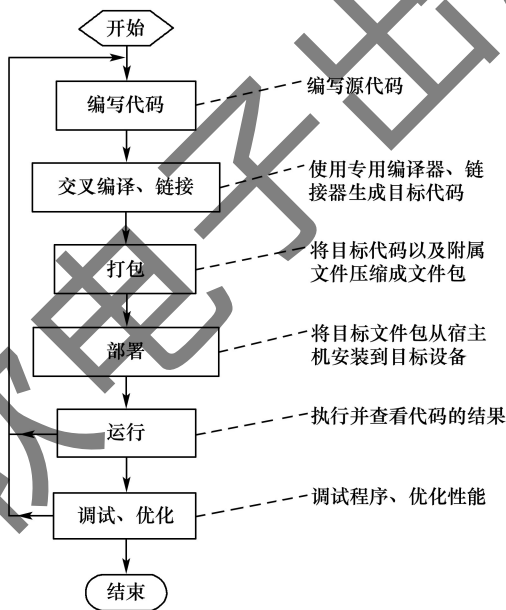 开始
编写代码
编写源代码
交叉编译、链接
使用专用编译器、链
接器生成目标代码
打包
将目标代码以及附属
文件压缩成文件包
部署
将目标文件包从宿主
机安装到目标设备
运行
执行并查看代码的结果
调试、优化
调试程序、优化性能
结束
电子出